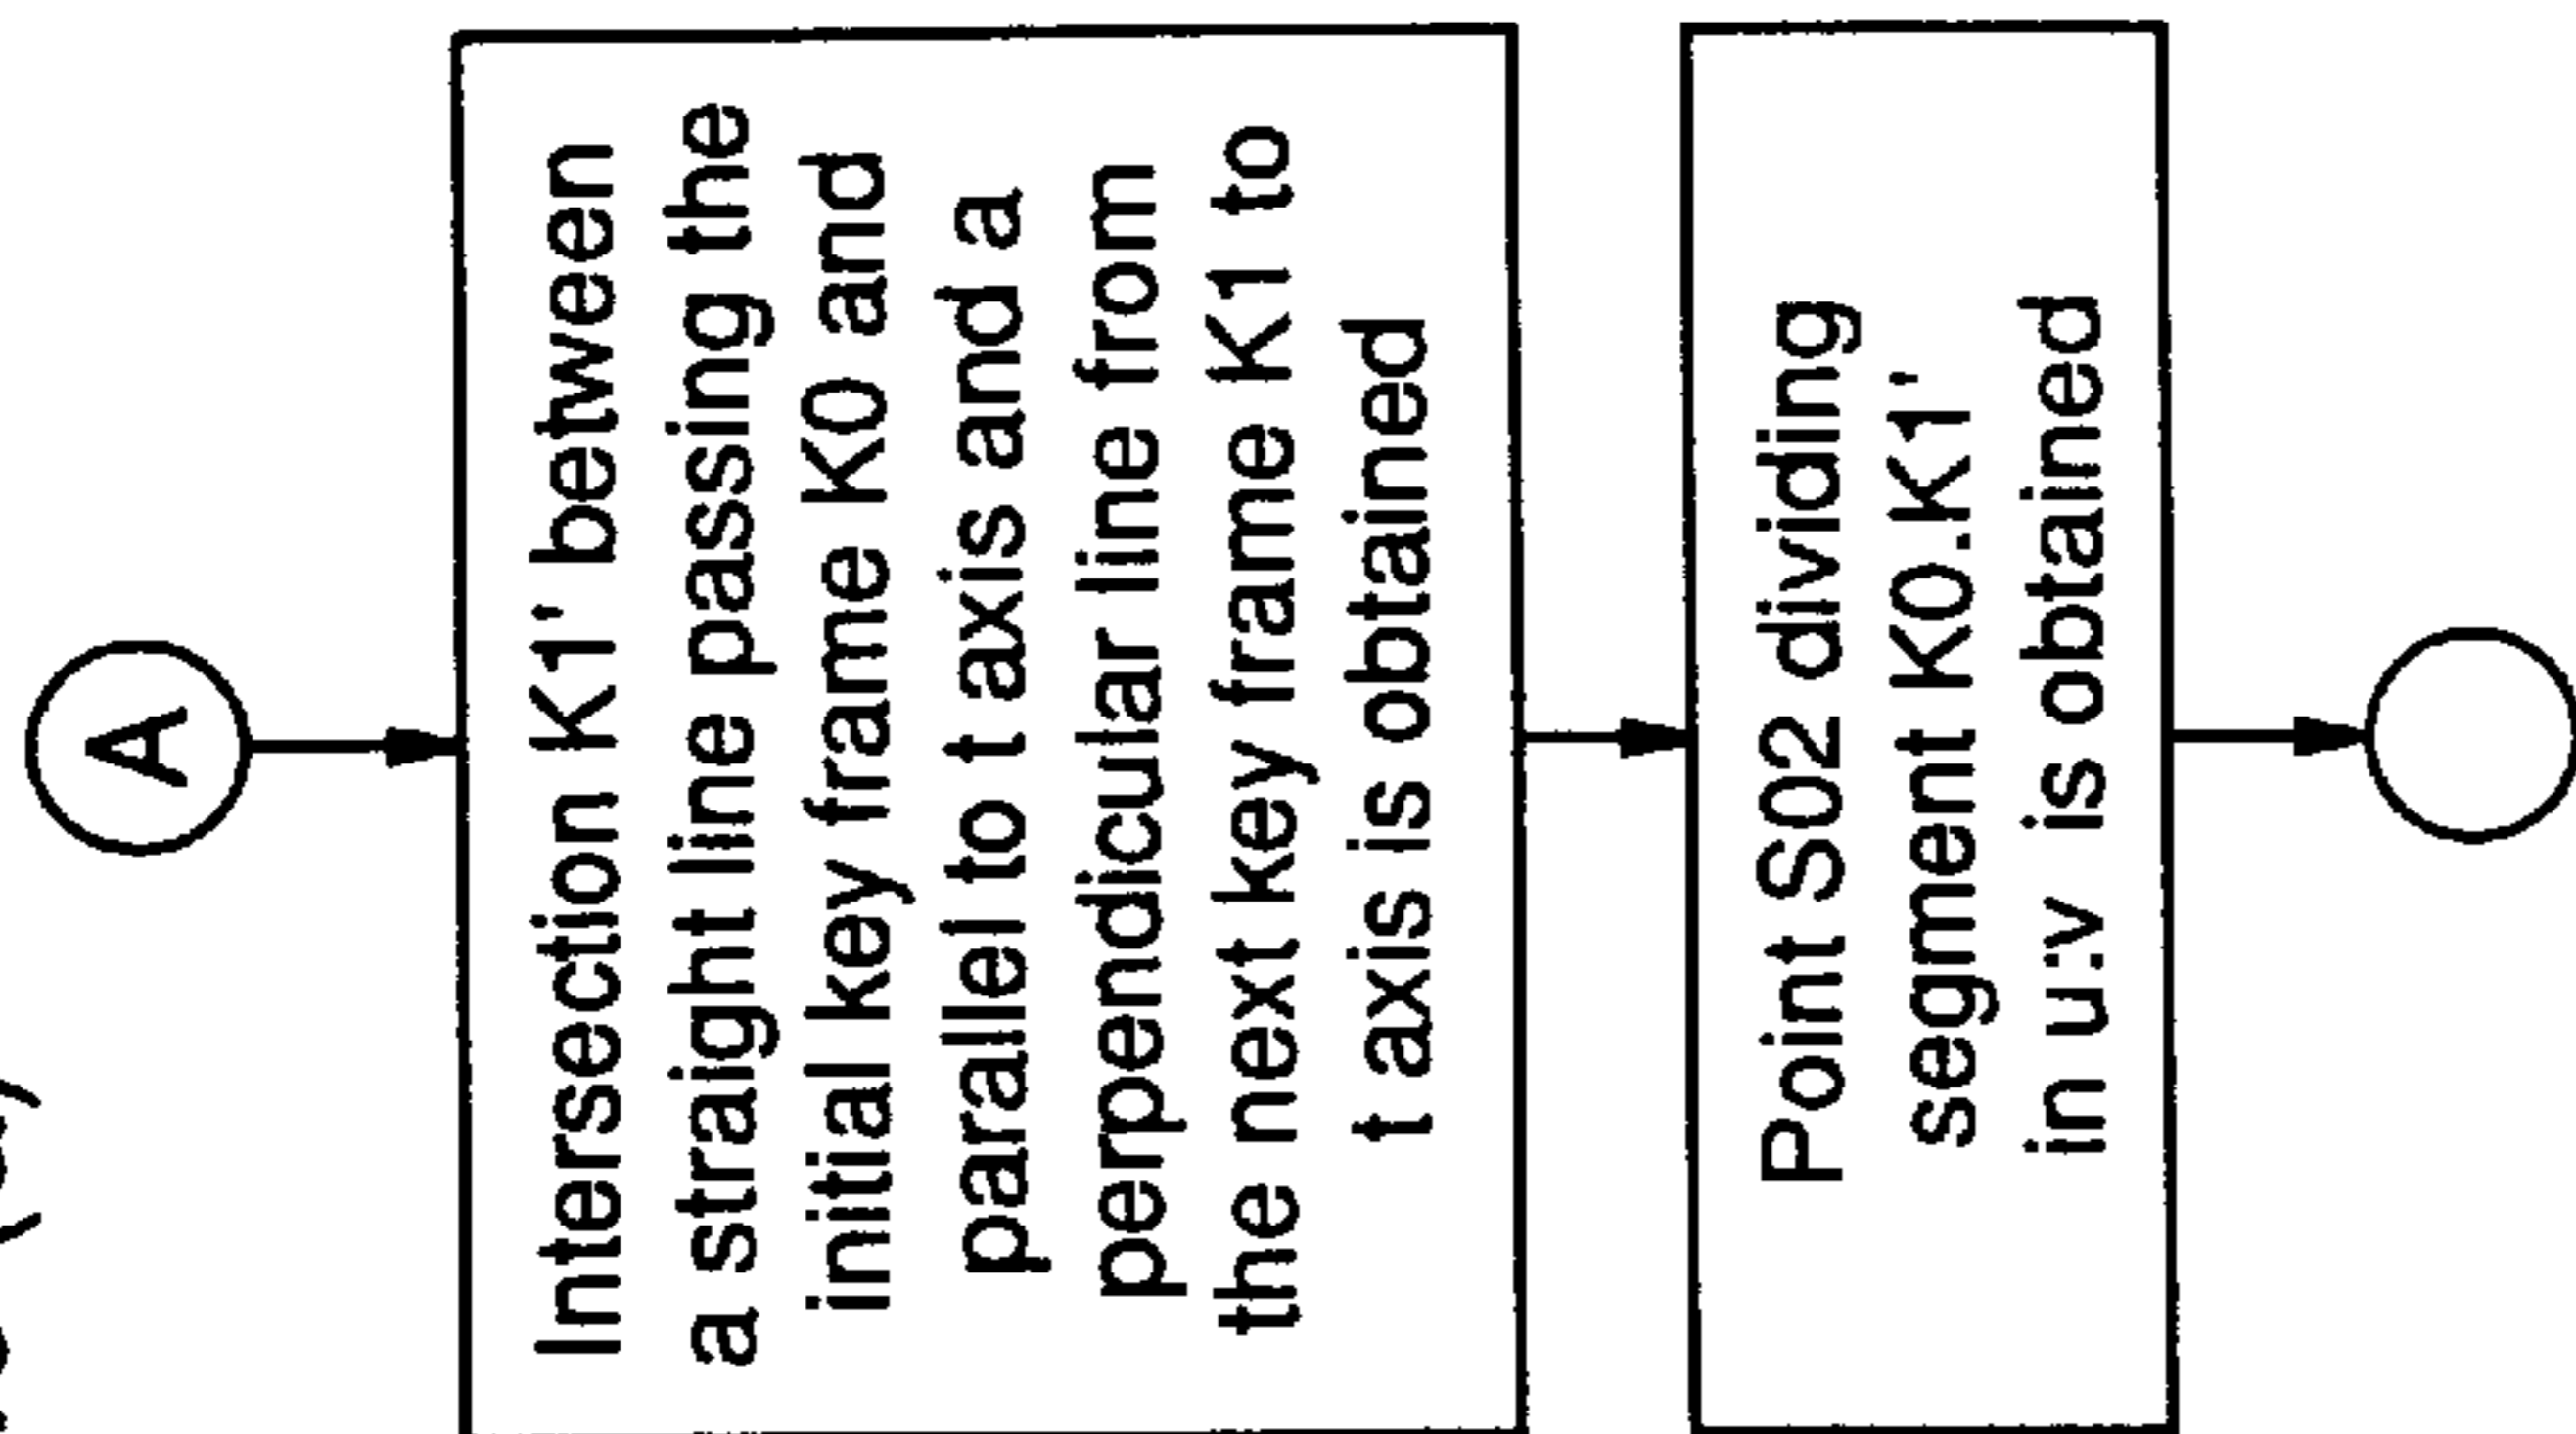 A
Intersection K1' between
a straight line passing the
initial key frame K0 and
parallel to t axis and a
perpendicular line from
the next key frame K1 to
t axis is obtained
Point S02 dividing
segment K0.K1'
in u:v is obtained